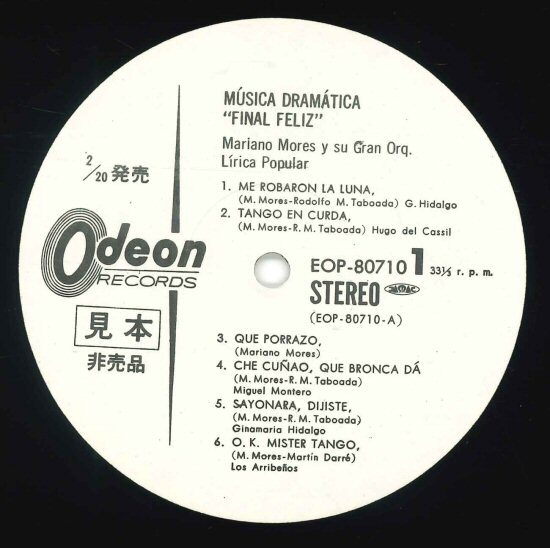 MÚSICA DRAMÁTICA
"FINAL FELIZ"
Mariano Mores y su Gran Orq.
Lírica Popular
1. ME ROBARON LA LUNA,
(M. Mores-Rodolfo M. Taboada) G. Hidalgo
2. TANGO EN CURDA,
(M. Mores-R. M. Taboada) Hugo del Cassil
2/20 発売
Odeon
RECORDS
見本
非売品
EOP-80710 1 33⅓ r. p. m.
STEREO
(EOP-80710-A)
3. QUE PORRAZO,
(Mariano Mores)
4. CHE CUÑAO, QUE BRONCA DÁ
(M. Mores-R. M. Taboada)
Miguel Montero
5. SAYONARA, DIJISTE,
(M. Mores-R. M. Taboada)
Ginamaria Hidalgo
6. O. K. MISTER TANGO,
(M. Mores-Martín Darré)
Los Arribeños